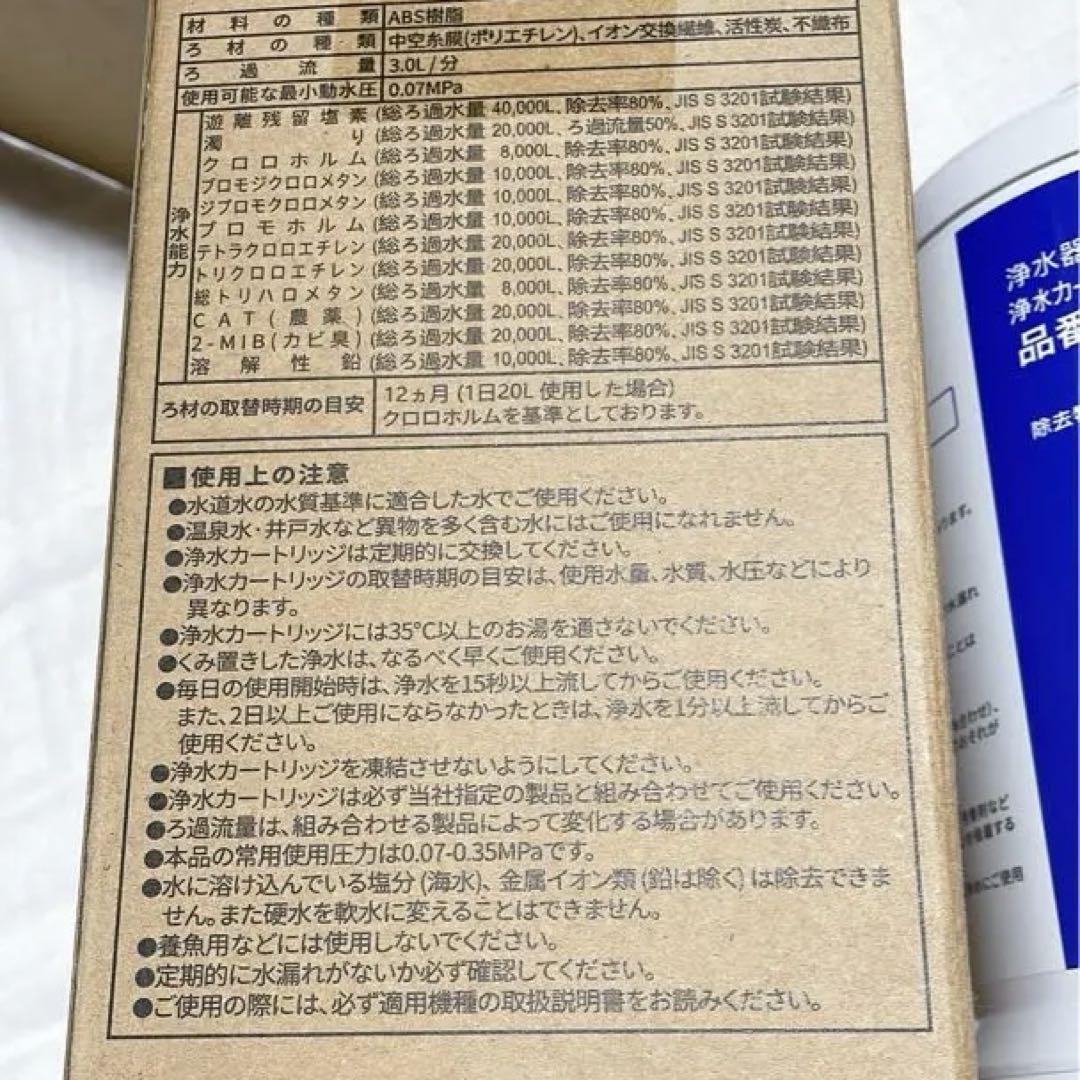 材料の種類 ABS樹脂
ろ材の種類 中空糸膜(ポリエチレン)、イオン交換繊維、活性炭、不織布
ろ過流量 3.0L/分
使用可能な最小動水圧 0.07MPa
浄水能力
遊離残留塩素(総ろ過水量 40,000L、除去率80%、JIS S 3201試験結果)
濁り(総ろ過水量 20,000L、ろ過流量50%、JIS S 3201試験結果)
クロロホルム(総ろ過水量 8,000L、除去率80%、JIS S 3201試験結果)
ブロモジクロロメタン(総ろ過水量 10,000L、除去率80%、JIS S 3201試験結果)
ジブロモクロロメタン(総ろ過水量 10,000L、除去率80%、JIS S 3201試験結果)
ブロモホルム(総ろ過水量 10,000L、除去率80%、JIS S 3201試験結果)
テトラクロロエチレン(総ろ過水量 20,000L、除去率80%、JIS S 3201試験結果)
トリクロロエチレン(総ろ過水量 20,000L、除去率80%、JIS S 3201試験結果)
総トリハロメタン(総ろ過水量 8,000L、除去率80%、JIS S 3201試験結果)
CAT(農薬)(総ろ過水量 20,000L、除去率80%、JIS S 3201試験結果)
2-MIB(カビ臭)(総ろ過水量 20,000L、除去率80%、JIS S 3201試験結果)
溶解性鉛(総ろ過水量 10,000L、除去率80%、JIS S 3201試験結果)
ろ材の取替時期の目安 12ヵ月(1日20L 使用した場合)
クロロホルムを基準としております。
■使用上の注意
●水道水の水質基準に適合した水でご使用ください。
●温泉水・井戸水など異物を多く含む水にはご使用になれません。
●浄水カートリッジは定期的に交換してください。
●浄水カートリッジの取替時期の目安は、使用水量、水質、水圧などにより
異なります。
●浄水カートリッジには35℃以上のお湯を通さないでください。
●くみ置きした浄水は、なるべく早くご使用ください。
●毎日の使用開始時は、浄水を15秒以上流してからご使用ください。
また、2日以上ご使用にならなかったときは、浄水を1分以上流してからご
使用ください。
●浄水カートリッジを凍結させないようにしてください。
●浄水カートリッジは必ず当社指定の製品と組み合わせてご使用ください。
●ろ過流量は、組み合わせる製品によって変化する場合があります。
●本品の常用使用圧力は0.07-0.35MPaです。
●水に溶け込んでいる塩分(海水)、金属イオン類(鉛は除く)は除去できま
せん。また硬水を軟水に変えることはできません。
●養魚用などには使用しないでください。
●定期的に水漏れがないか必ず確認してください。
●ご使用の際には、必ず適用機種の取扱説明書をお読みください。
浄水器
浄水カー
品番
除去
ります。
水漏れ
ことは
合わせ)、
おそれが
剤など
着する
にご使用